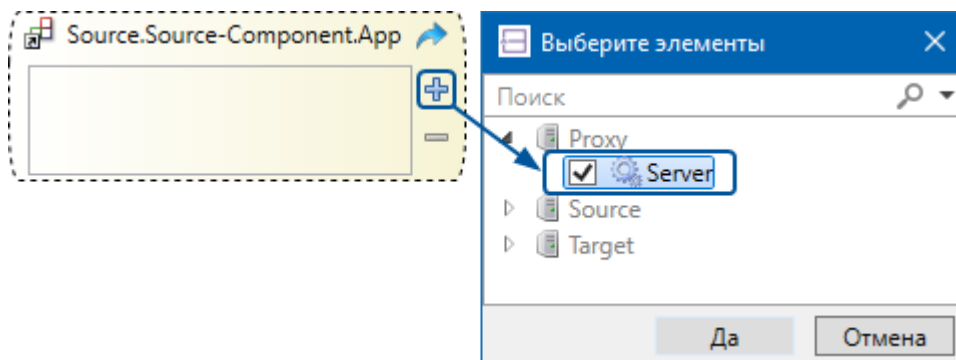 Source.Source-Component.App
Выберите элементы
Поиск
Proxy
Server
Source
Target
Да
Отмена